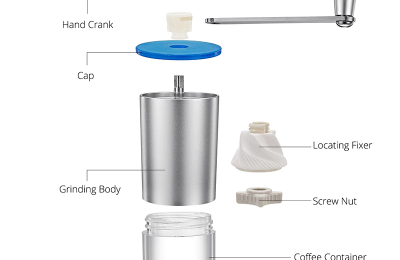 Hand Crank
Cap
Locating Fixer
Grinding Body
Screw Nut
Coffee Container